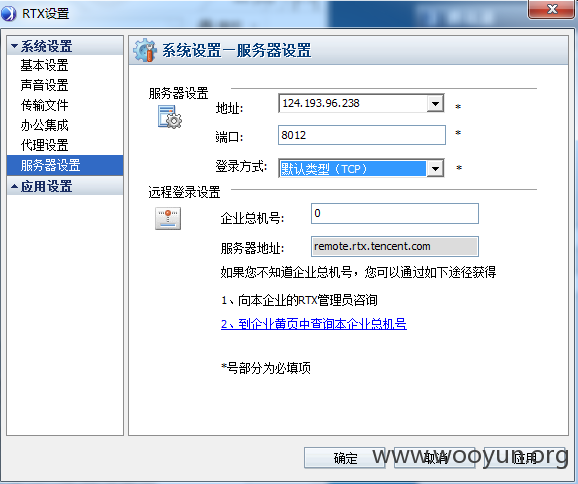 RTX设置
系统设置
基本设置
声音设置
传输文件
办公集成
代理设置
服务器设置
应用设置
系统设置—服务器设置
服务器设置
地址: 124.193.96.238 *
端口: 8012 *
登录方式: 默认类型（TCP） *
远程登录设置
企业总机号: 0
服务器地址: remote.rtx.tencent.com
如果您不知道企业总机号，您可以通过如下途径获得
1、向本企业的RTX管理员咨询
2、到企业黄页中查询本企业总机号
*号部分为必填项
确定 取消 应用
www.wooyun.org